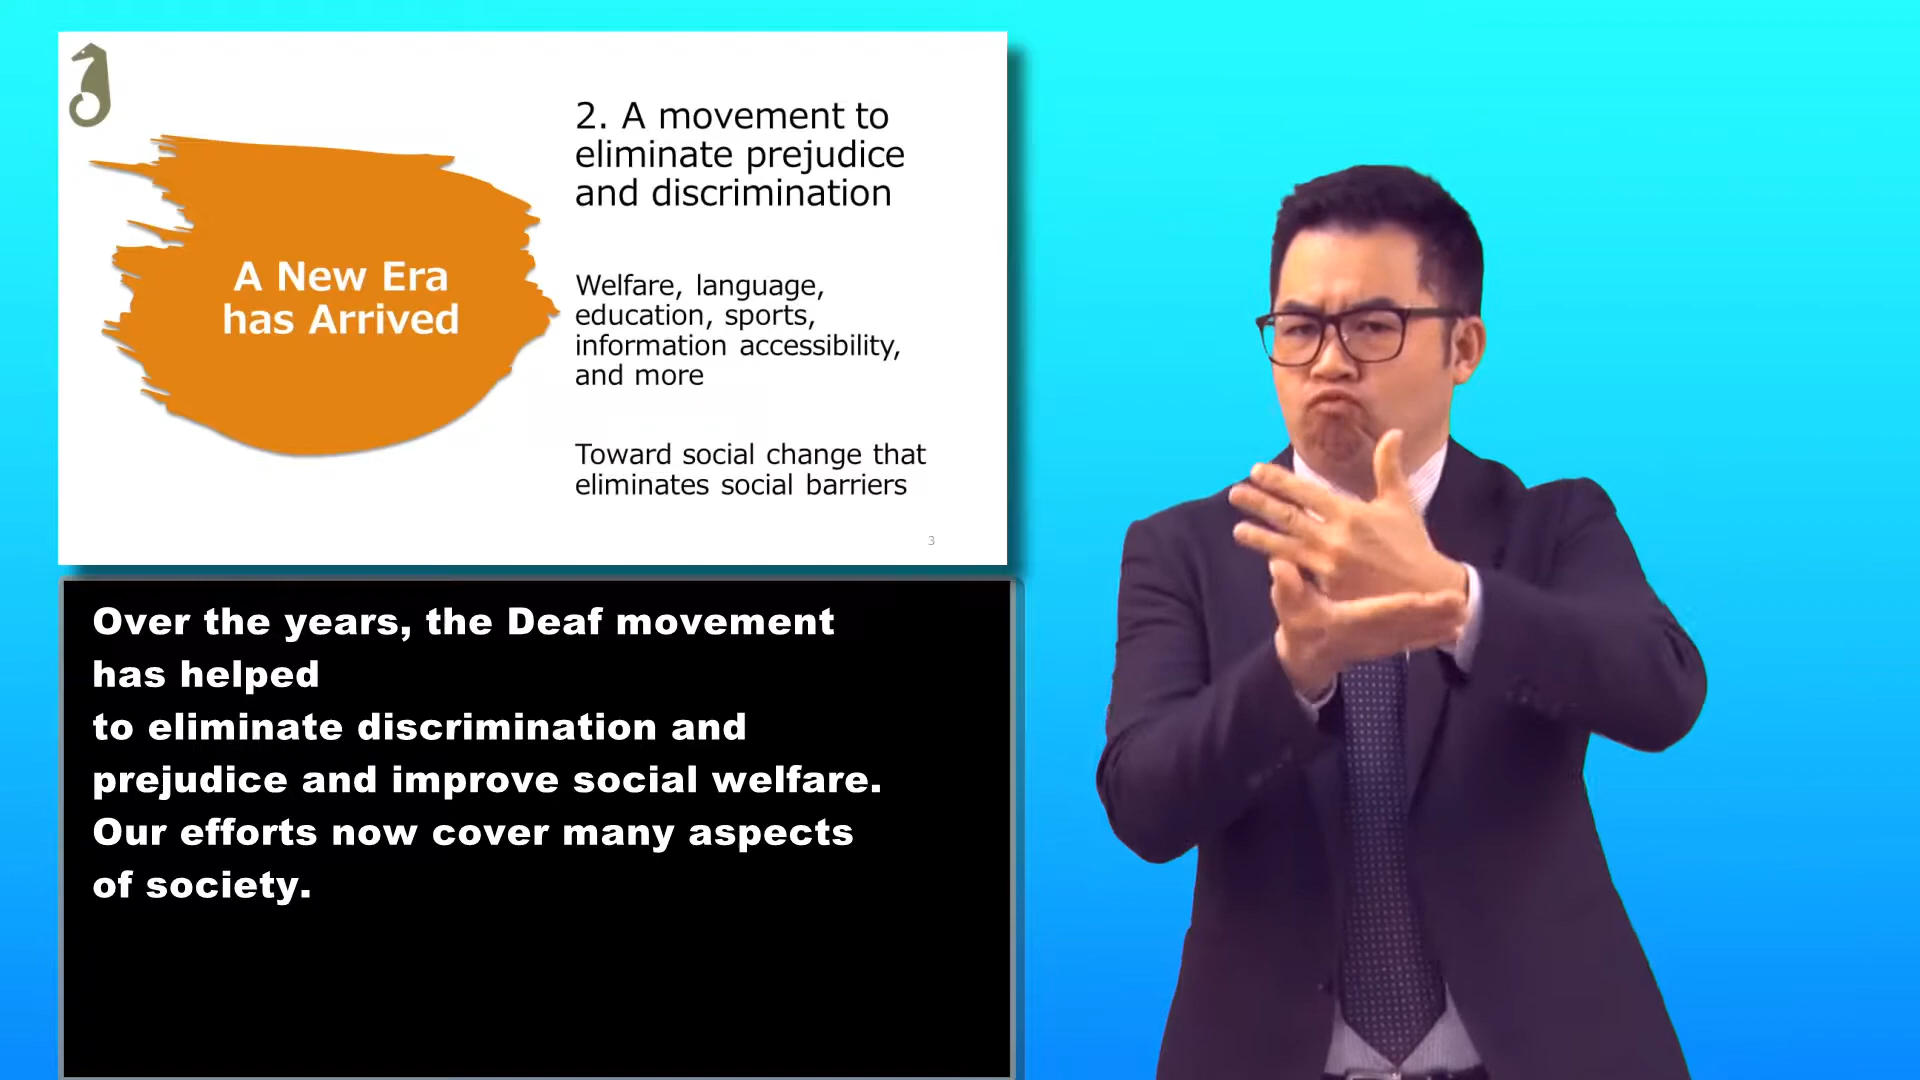 A New Era
has Arrived
2. A movement to
eliminate prejudice
and discrimination
Welfare, language,
education, sports,
information accessibility,
and more
Toward social change that
eliminates social barriers
3
Over the years, the Deaf movement
has helped
to eliminate discrimination and
prejudice and improve social welfare.
Our efforts now cover many aspects
of society.